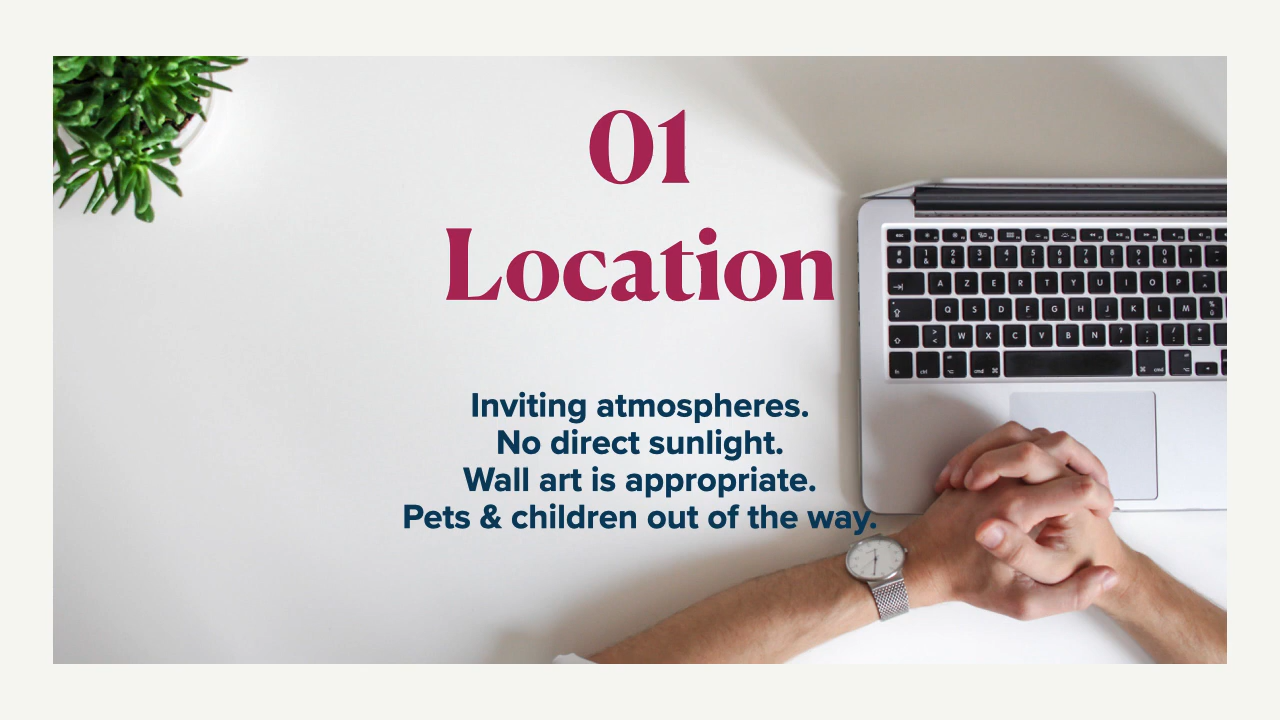 01
Location
Inviting atmospheres.
No direct sunlight.
Wall art is appropriate.
Pets & children out of the way.